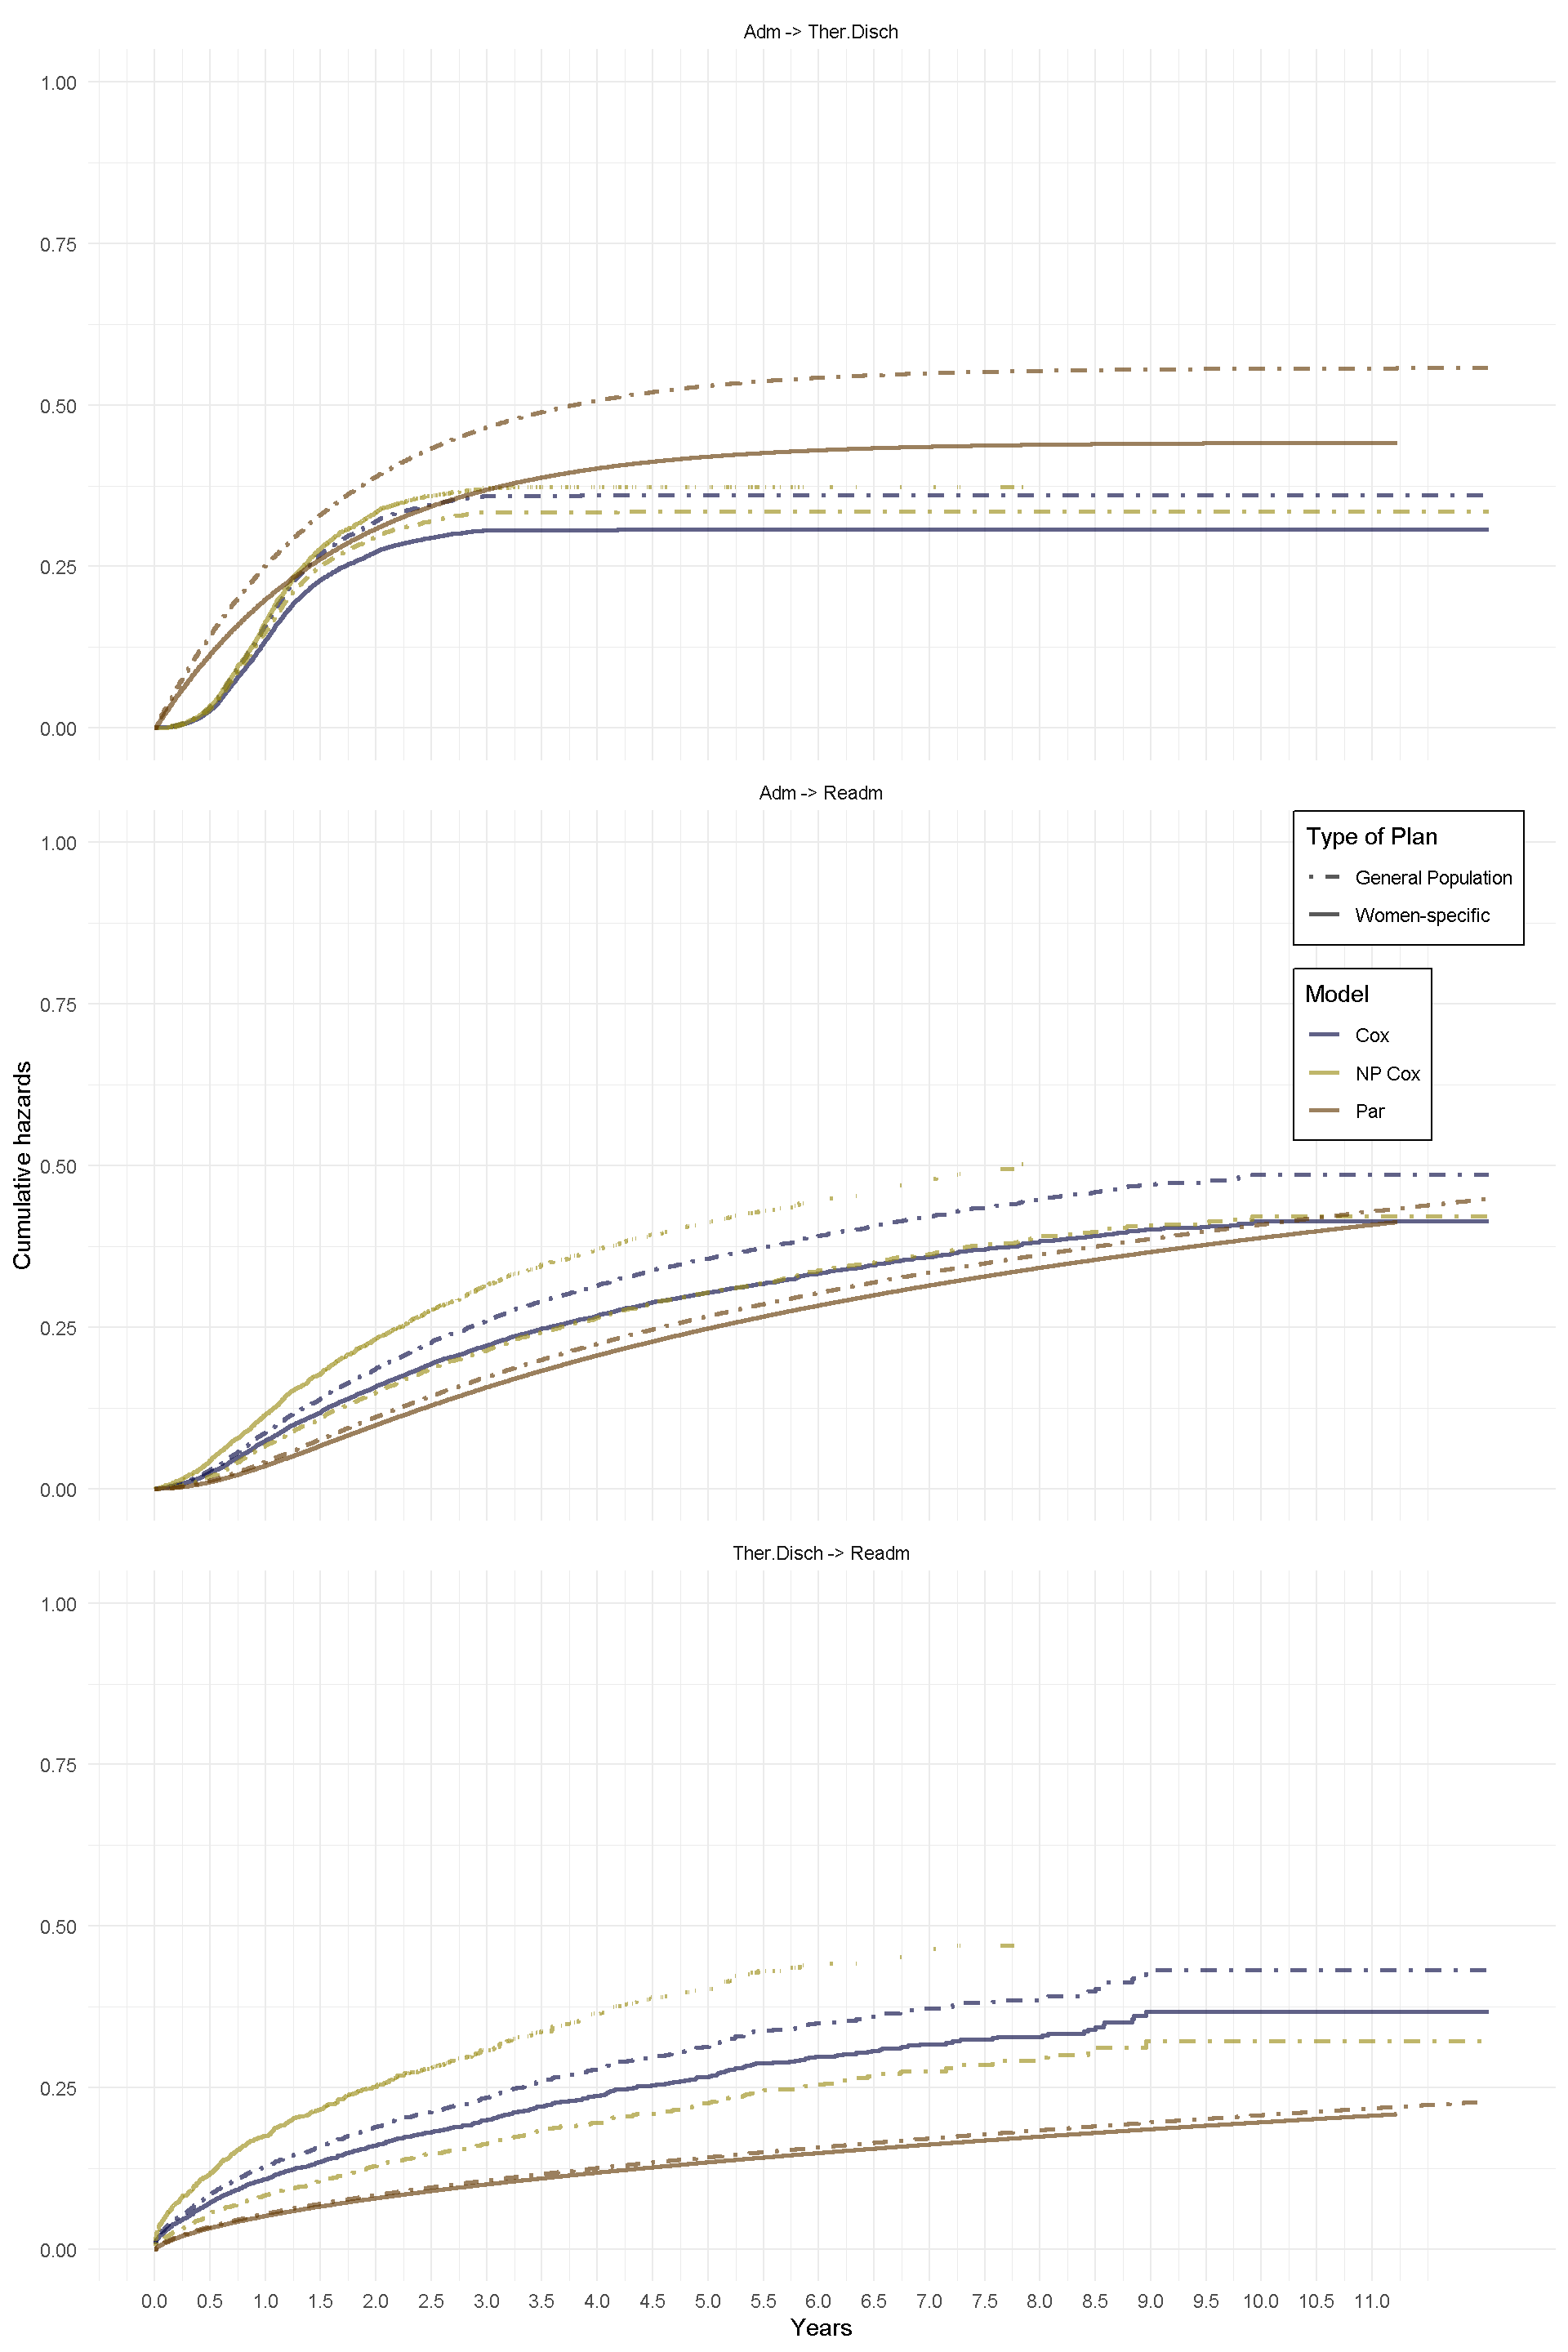 Adm -> Ther.Disch
1.00
0.75
0.50
0.25
0.00
Adm -> Readm
1.00
0.75
0.50
0.25
0.00
Type of Plan
General Population
Women-specific
Model
Cox
NP Cox
Par
Cumulative hazards
Ther.Disch -> Readm
1.00
0.75
0.50
0.25
0.00
0.0 0.5 1.0 1.5 2.0 2.5 3.0 3.5 4.0 4.5 5.0 5.5 6.0 6.5 7.0 7.5 8.0 8.5 9.0 9.5 10.0 10.5 11.0
Years